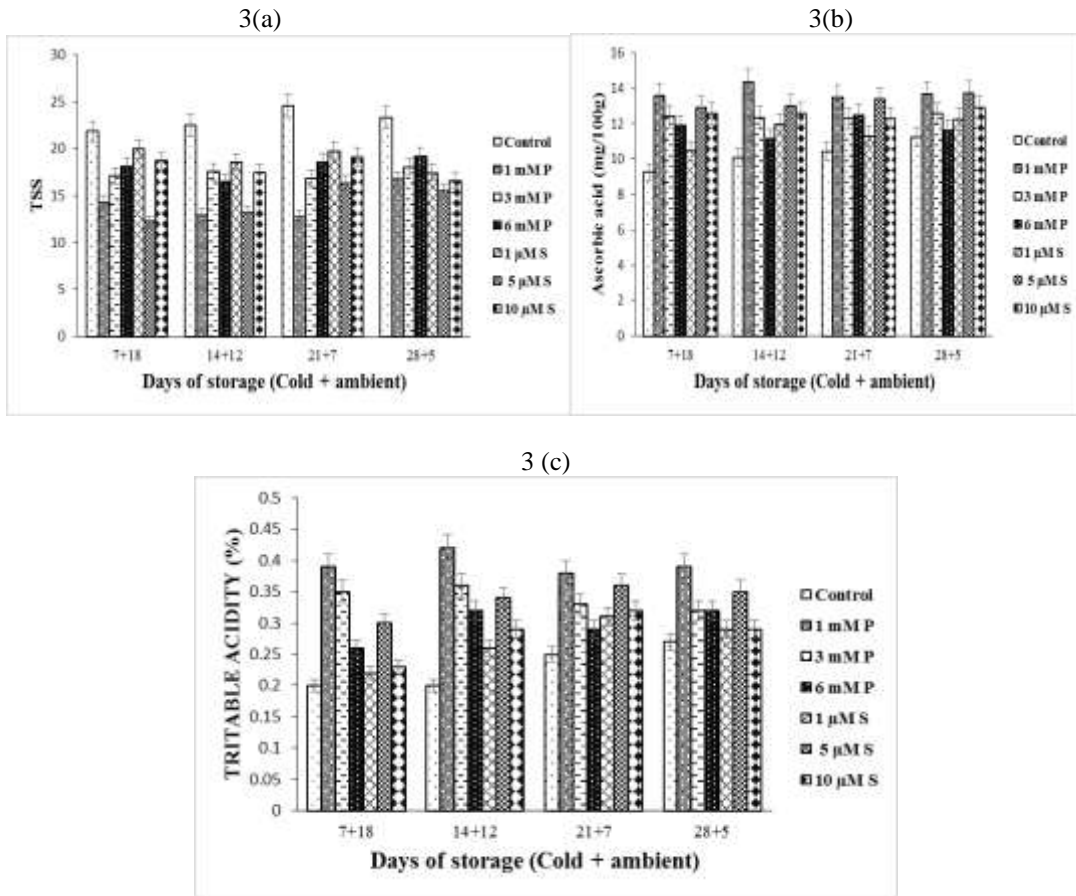 3(a)
30
25
20
15
10
5
0
TSS
7+18
14+12
21+7
28+5
Days of storage (Cold + ambient)
Control
1 mM P
3 mM P
6 mM P
1 µM S
5 µM S
10 µM S
3(b)
16
14
12
10
8
6
4
2
0
Ascorbic acid (mg/100g)
7+18
14+12
21+7
28+5
Days of storage (Cold + ambient)
Control
1 mM P
3 mM P
6 mM P
1 µM S
5 µM S
10 µM S
3 (c)
0.5
0.45
0.4
0.35
0.3
0.25
0.2
0.15
0.1
0.05
0
TRITABLE ACIDITY (%)
7+18
14+12
21+7
28+5
Days of storage (Cold + ambient)
Control
1 mM P
3 mM P
6 mM P
1 µM S
5 µM S
10 µM S